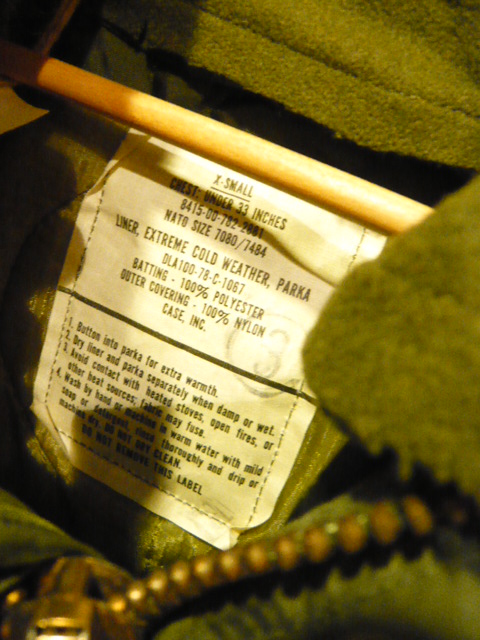 X-SMALL
CHEST: UNDER 33 INCHES
8415-00-782-2881
NATO SIZE 7080/7484
LINER, EXTREME COLD WEATHER, PARKA
DLA100-78-C-1067
BATTING - 100% POLYESTER
OUTER COVERING - 100% NYLON
CASE, INC.
3
1. Button into parka for extra warmth.
2. Dry liner and parka separately when damp or wet.
3. Avoid contact with heated stoves, open fires, or
other heat sources; fabric may fuse.
4. Wash by hand or machine in warm water with mild
soap or detergent, rinse thoroughly and drip or
machine dry. DO NOT DRY CLEAN.
DO NOT REMOVE THIS LABEL